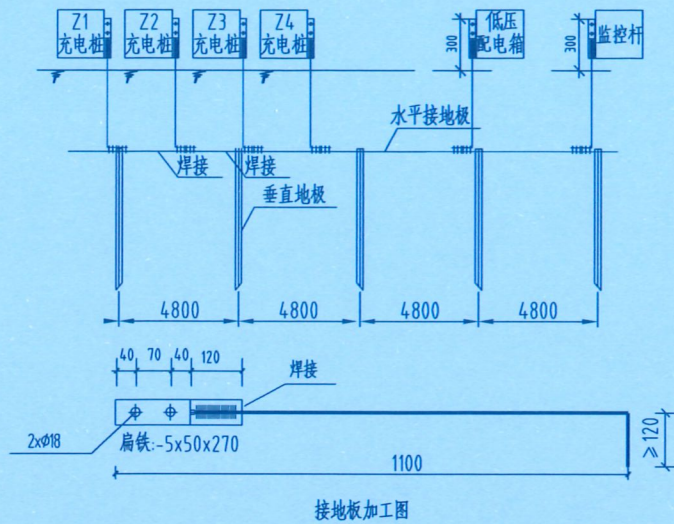 Z1
充电桩
Z2
充电桩
Z3
充电桩
Z4
充电桩
300
低压
配电箱
300
监控杆
水平接地极
焊接
焊接
垂直地极
4800
4800
4800
4800
40
70
40
120
焊接
2xØ18
扁铁:-5x50x270
1100
≥120
接地板加工图